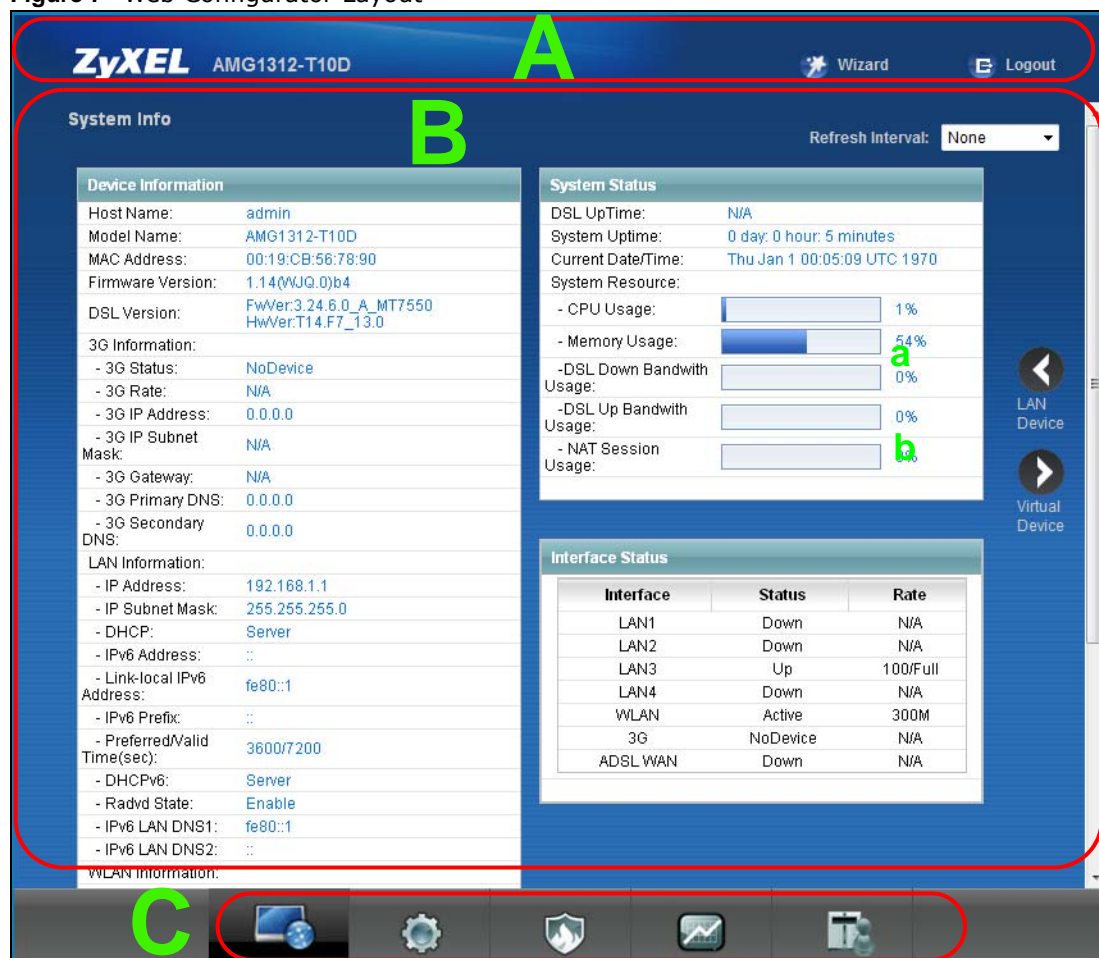 A
ZyXEL AMG1312-T10D
Wizard
Logout
B
System Info
Refresh Interval: None
Device Information
Host Name: admin
Model Name: AMG1312-T10D
MAC Address: 00:19:CB:56:78:90
Firmware Version: 1.14(WJQ.0)b4
DSL Version: FwVer:3.24.6.0_A_MT7550
HwVer:T14.F7_13.0
3G Information:
- 3G Status: NoDevice
- 3G Rate: N/A
- 3G IP Address: 0.0.0.0
- 3G IP Subnet
Mask: N/A
- 3G Gateway: N/A
- 3G Primary DNS: 0.0.0.0
- 3G Secondary
DNS: 0.0.0.0
LAN Information:
- IP Address: 192.168.1.1
- IP Subnet Mask: 255.255.255.0
- DHCP: Server
- IPv6 Address: ::
- Link-local IPv6
Address: fe80::1
- IPv6 Prefix: ::
- Preferred/Valid
Time(sec): 3600/7200
- DHCPv6: Server
- Radvd State: Enable
- IPv6 LAN DNS1: fe80::1
- IPv6 LAN DNS2: ::
WLAN Information:
System Status
DSL UpTime: N/A
System Uptime: 0 day: 0 hour: 5 minutes
Current Date/Time: Thu Jan 1 00:05:09 UTC 1970
System Resource:
- CPU Usage: 1%
- Memory Usage: 54%
a
-DSL Down Bandwith
Usage: 0%
-DSL Up Bandwith
Usage: 0%
b
- NAT Session
Usage:
LAN
Device
Virtual
Device
Interface Status
Interface Status Rate
LAN1 Down N/A
LAN2 Down N/A
LAN3 Up 100/Full
LAN4 Down N/A
WLAN Active 300M
3G NoDevice N/A
ADSL WAN Down N/A
C